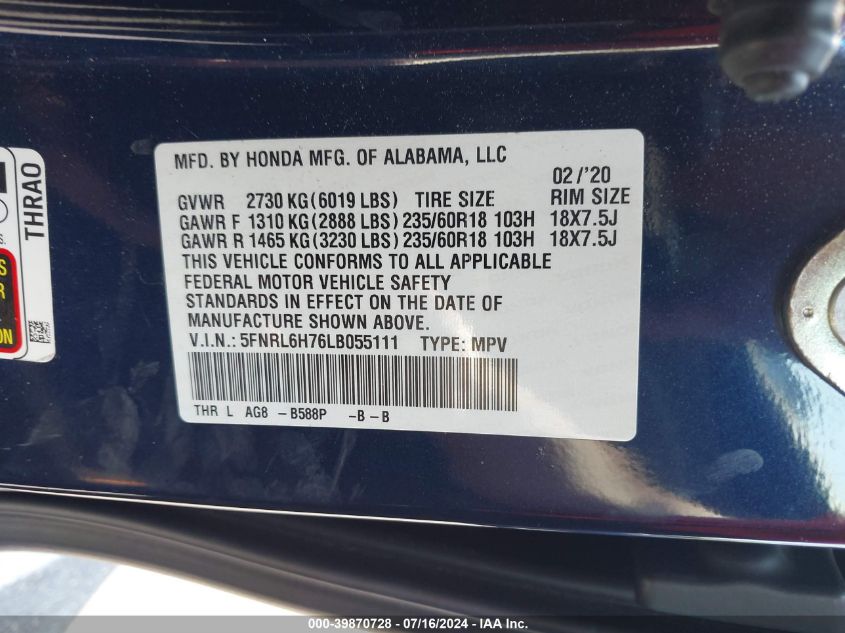 MFD. BY HONDA MFG. OF ALABAMA, LLC
02/'20
GVWR 2730 KG(6019 LBS) TIRE SIZE RIM SIZE
GAWR F 1310 KG(2888 LBS)235/60R18 103H 18X7.5J
GAWR R 1465 KG(3230 LBS)235/60R18 103H 18X7.5J
THIS VEHICLE CONFORMS TO ALL APPLICABLE
FEDERAL MOTOR VEHICLE SAFETY
STANDARDS IN EFFECT ON THE DATE OF
MANUFACTURE SHOWN ABOVE.
V.I.N.: 5FNRL6H76LB055111 TYPE: MPV
THR L AG8 -B588P -B-B
THRAO
000-39870728 - 07/16/2024 - IAA, Inc.